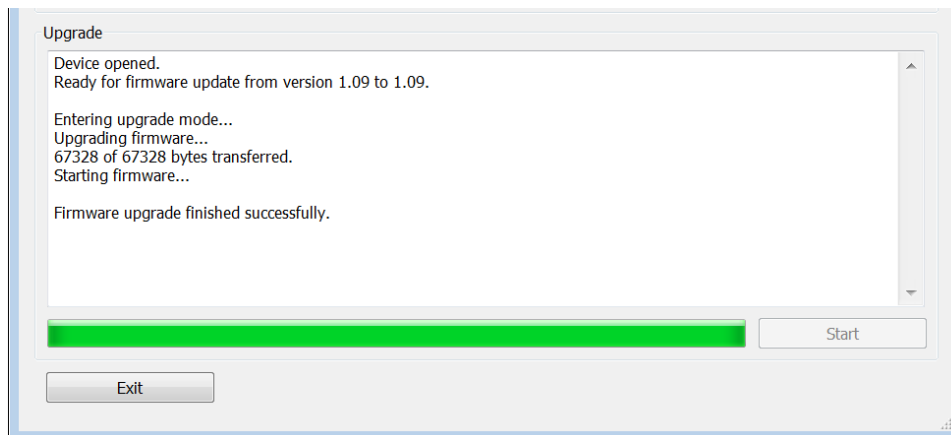 Upgrade
Device opened.
Ready for firmware update from version 1.09 to 1.09.
Entering upgrade mode...
Upgrading firmware...
67328 of 67328 bytes transferred.
Starting firmware...
Firmware upgrade finished successfully.
Start
Exit